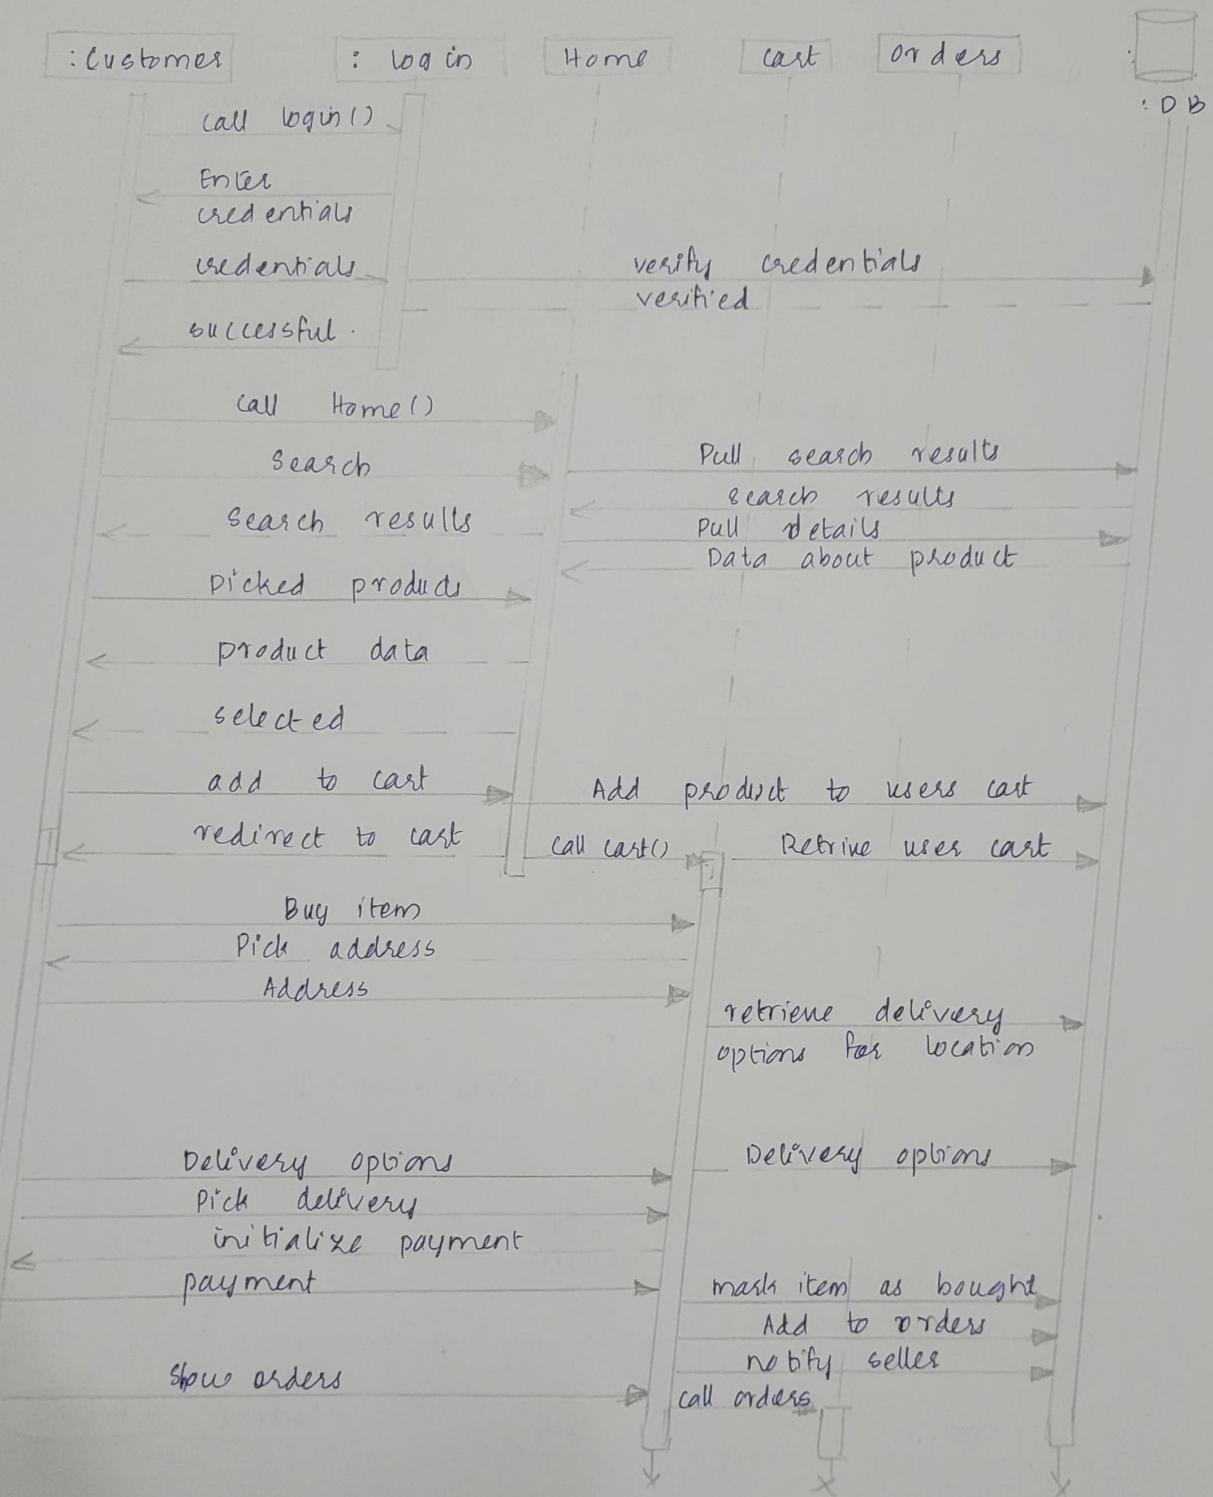 :Customer
: login
Home
cart
orders
:DB
call login()
Enter
credentials
credentials
verify credentials
verified
successful.
call Home()
Search
Pull search results
search results
Search results
Pull details
Data about product
Picked products
product data
selected
add to cart
Add product to users cart
redirect to cart
call cart()
Retrive user cart
Buy item
Pick address
Address
retrieve delivery
options for location
Delivery options
Delivery options
Pick delivery
initialize payment
payment
mark item as bought
Add to orders
notify seller
Show orders
call orders